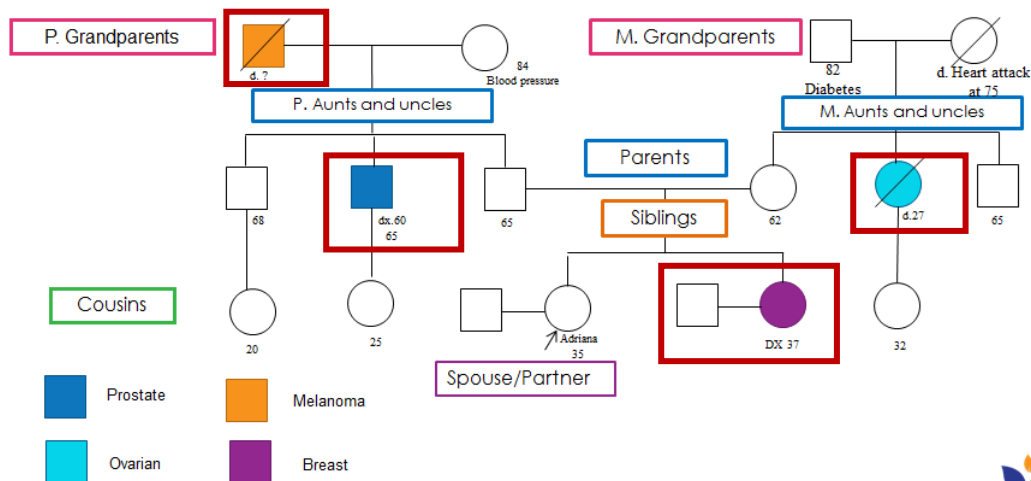 P. Grandparents
d. ?
84
Blood pressure
M. Grandparents
82
Diabetes
d. Heart attack
at 75
P. Aunts and uncles
M. Aunts and uncles
Parents
68
dx.60
65
65
Siblings
62
d.27
65
Cousins
20
25
Adriana
35
DX 37
32
Spouse/Partner
Prostate
Melanoma
Ovarian
Breast